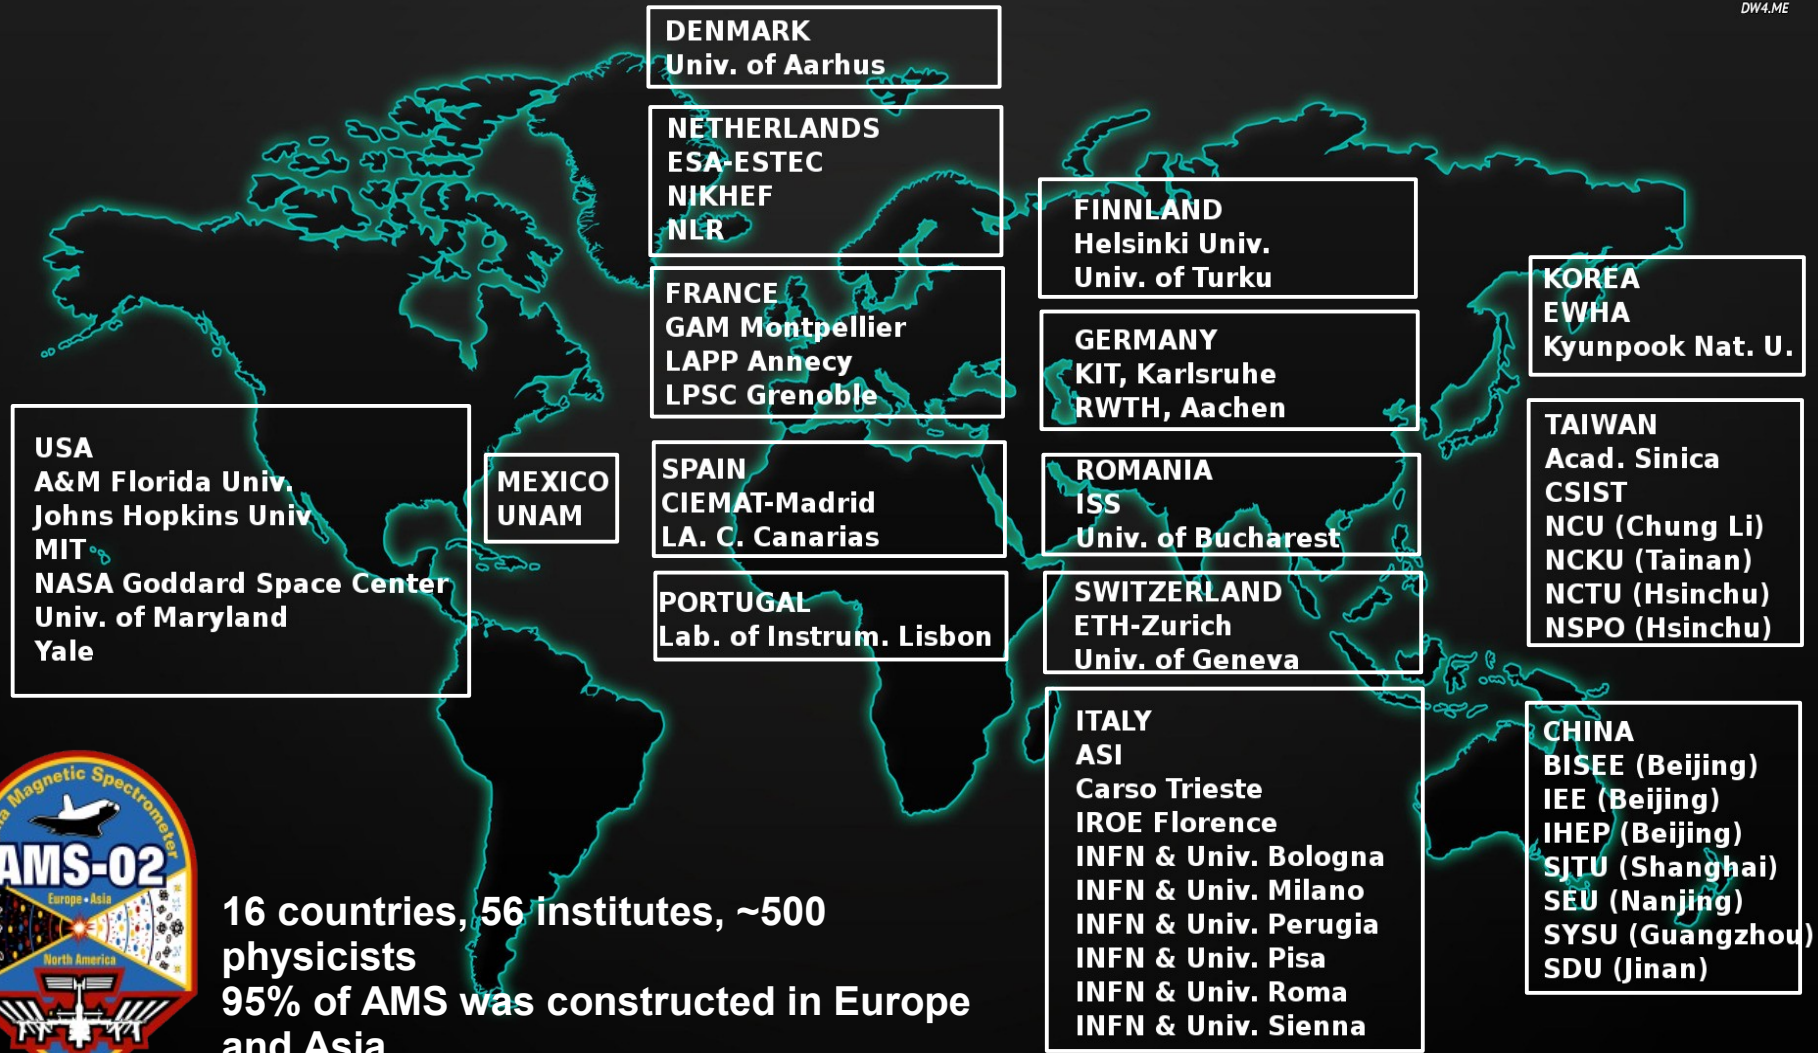 DW4.ME
DENMARK
Univ. of Aarhus
NETHERLANDS
ESA-ESTEC
NIKHEF
NLR
FINNLAND
Helsinki Univ.
Univ. of Turku
KOREA
EWHA
Kyunpook Nat. U.
FRANCE
GAM Montpellier
LAPP Annecy
LPSC Grenoble
GERMANY
KIT, Karlsruhe
RWTH, Aachen
USA
A&M Florida Univ.
Johns Hopkins Univ
MIT
NASA Goddard Space Center
Univ. of Maryland
Yale
MEXICO
UNAM
SPAIN
CIEMAT-Madrid
LA. C. Canarias
ROMANIA
ISS
Univ. of Bucharest
TAIWAN
Acad. Sinica
CSIST
NCU (Chung Li)
NCKU (Tainan)
NCTU (Hsinchu)
NSPO (Hsinchu)
PORTUGAL
Lab. of Instrum. Lisbon
SWITZERLAND
ETH-Zurich
Univ. of Geneva
ITALY
ASI
Carso Trieste
IROE Florence
INFN & Univ. Bologna
INFN & Univ. Milano
INFN & Univ. Perugia
INFN & Univ. Pisa
INFN & Univ. Roma
INFN & Univ. Sienna
CHINA
BISEE (Beijing)
IEE (Beijing)
IHEP (Beijing)
SJTU (Shanghai)
SEU (Nanjing)
SYSU (Guangzhou)
SDU (Jinan)
Magnetic Spectrometer
AMS-02
Europe • Asia
North America
16 countries, 56 institutes, ~500
physicists
95% of AMS was constructed in Europe
and Asia